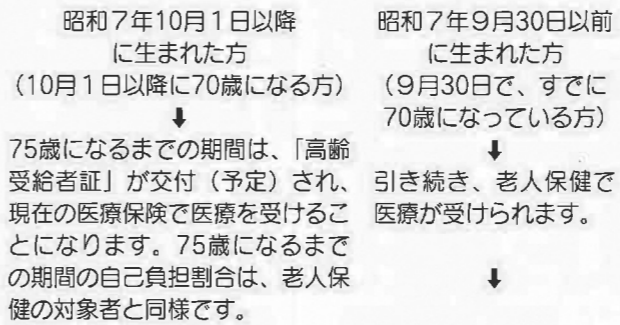 昭和7年10月1日以降
に生まれた方
(10月1日以降に70歳になる方)
⬇
75歳になるまでの期間は、「高齢
受給者証」が交付（予定）され、
現在の医療保険で医療を受けるこ
とになります。75歳になるまで
の期間の自己負担割合は、老人保
健の対象者と同様です。
昭和7年9月30日以前
に生まれた方
（9月30日で、すでに
70歳になっている方）
⬇
引き続き、老人保健で
医療が受けられます。
⬇